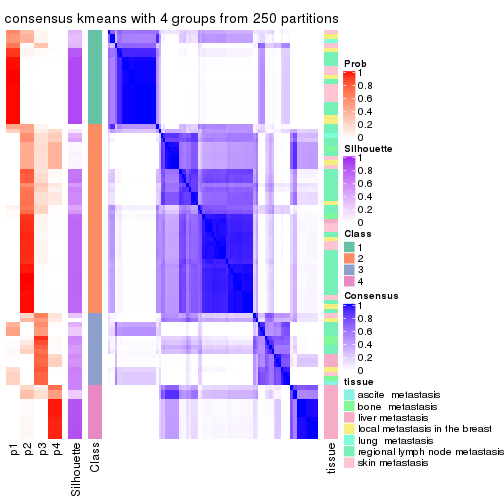 consensus kmeans with 4 groups from 250 partitions
Prob
1
0.8
0.6
0.4
0.2
0
Silhouette
1
0.8
0.6
0.4
0.2
0
Class
1
2
3
4
Consensus
1
0.8
0.6
0.4
0.2
0
tissue
ascite metastasis
bone metastasis
liver metastasis
local metastasis in the breast
lung metastasis
regional lymph node metastasis
skin metastasis
p1
p2
p3
p4
Silhouette
Class
tissue